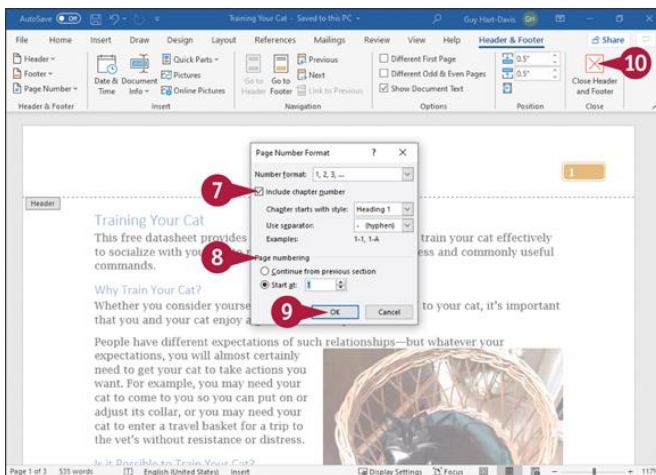 AutoSave Off Training Your Cat - Saved to this PC Guy Hart-Davis GH
File Home Insert Draw Design Layout References Mailings Review View Help Header & Footer Share
Header Quick Parts Previous Different First Page 0.5"
Footer Date & Time Document Info Pictures Go to Header Go to Footer Next Different Odd & Even Pages 0.5" Close Header and Footer
Page Number Online Pictures Link to Previous Show Document Text
Header & Footer Insert Navigation Options Position Close
10
Page Number Format ? ×
Number format: 1, 2, 3, ...
7 Include chapter number
Chapter starts with style: Heading 1
Use separator: - (hyphen)
Examples: 1-1, 1-A
8 Page numbering
Continue from previous section
Start at: 1
9 OK Cancel
1
Header
Training Your Cat
This free datasheet provides train your cat effectively
to socialize with you ess and commonly useful
commands.
Why Train Your Cat?
Whether you consider yourse to your cat, it's important
that you and your cat enjoy a
People have different expectations of such relationships—but whatever your
expectations, you will almost certainly
need to get your cat to take actions you
want. For example, you may need your
cat to come to you so you can put on or
adjust its collar, or you may need your
cat to enter a travel basket for a trip to
the vet's without resistance or distress.
Is it Possible to Train Your Cat?
Page 1 of 3 535 words English (United States) Insert Display Settings Focus 117%